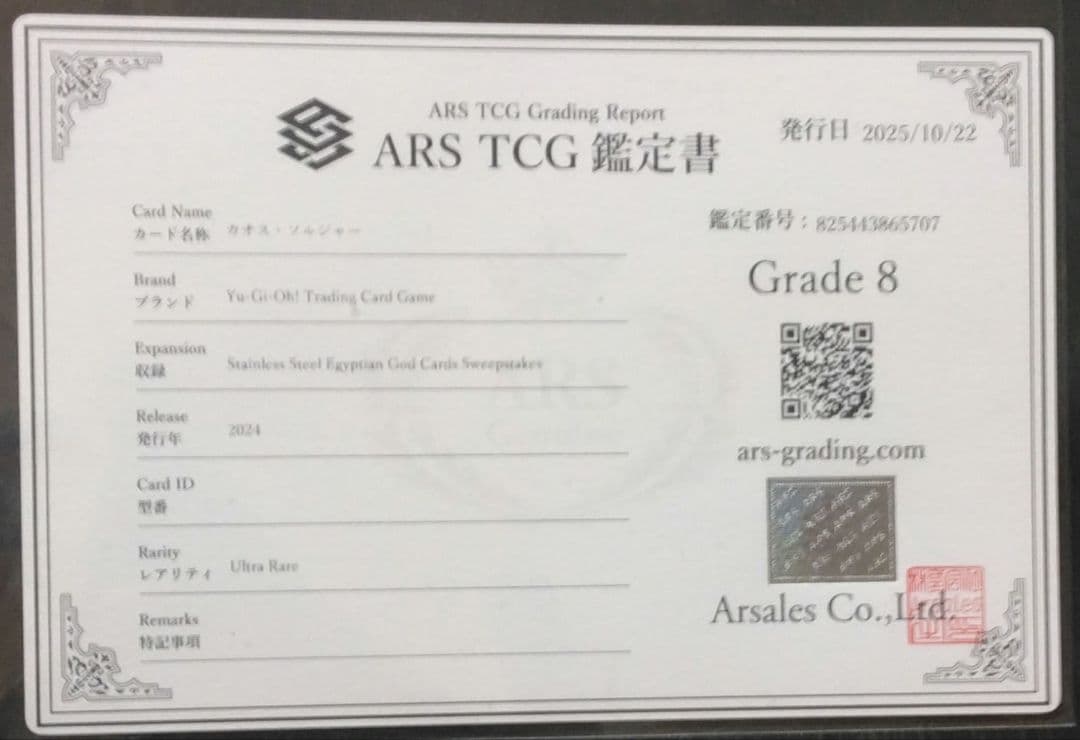 ARS TCG Grading Report
ARS TCG 鑑定書
発行日 2025/10/22
Card Name
カード名称 カオス・ソルジャー
Brand
ブランド Yu-Gi-Oh! Trading Card Game
Expansion
収録 Stainless Steel Egyptian God Cards Sweepstakes
Release
発行年 2024
Card ID
型番
Rarity
レアリティ Ultra Rare
Remarks
特記事項
鑑定番号：825443865707
Grade 8
ars-grading.com
Arsales Co.,Ltd.
ARS